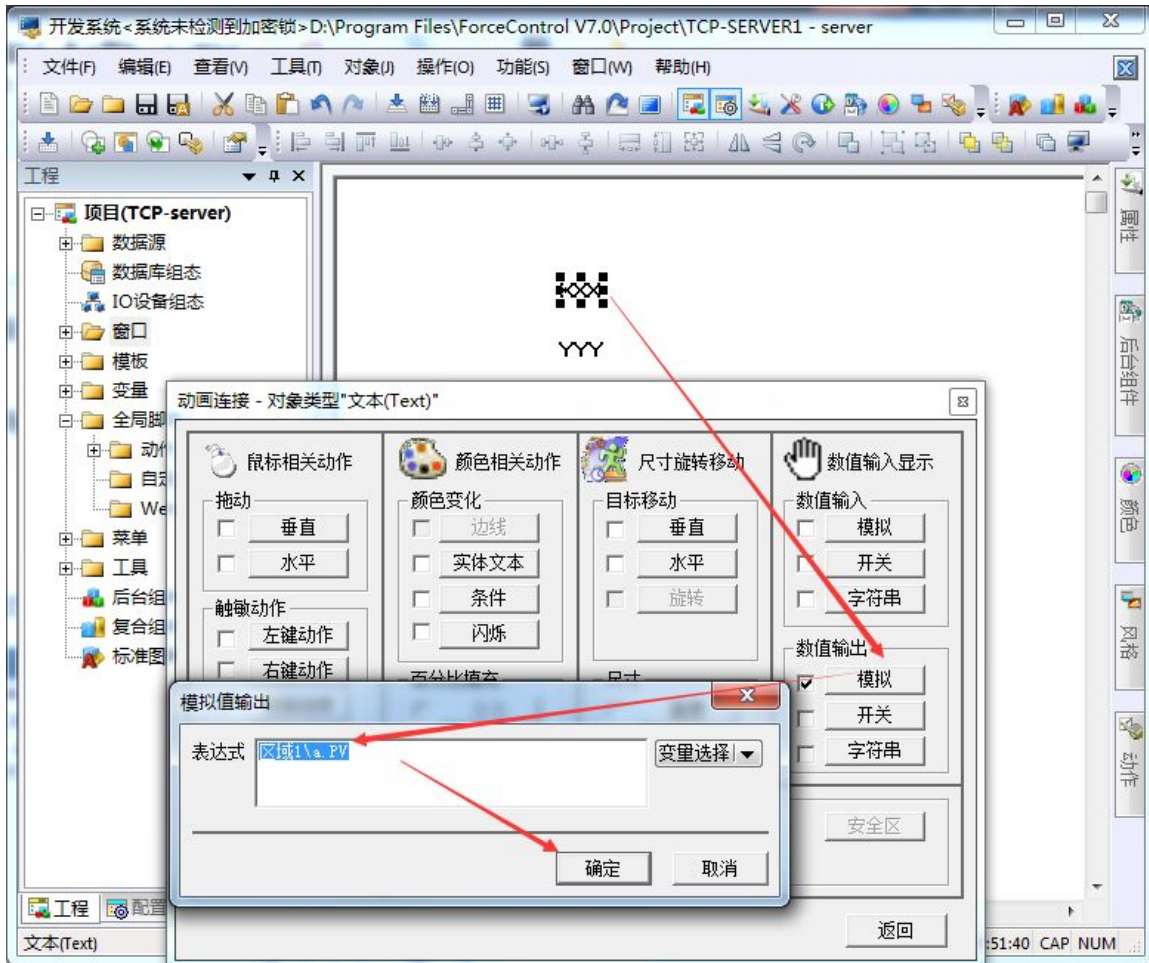 开发系统<系统未检测到加密锁>D:\Program Files\ForceControl V7.0\Project\TCP-SERVER1 - server
文件(F) 编辑(E) 查看(V) 工具(T) 对象(J) 操作(O) 功能(S) 窗口(W) 帮助(H)
工程
项目(TCP-server)
数据源
数据库组态
IO设备组态
窗口
模板
变量
全局脚
动作
自定
We
菜单
工具
后台组
复合组
标准图
XXX
YYY
属性
后台组件
颜色
风格
动作
动画连接 - 对象类型"文本(Text)"
鼠标相关动作
拖动
垂直
水平
触敏动作
左键动作
右键动作
颜色相关动作
颜色变化
边线
实体文本
条件
闪烁
百分比填充
尺寸旋转移动
目标移动
垂直
水平
旋转
尺寸
数值输入显示
数值输入
模拟
开关
字符串
数值输出
模拟
开关
字符串
安全区
返回
模拟值输出
表达式 区域1\a.PV 变量选择
确定 取消
工程 配置
文本(Text) :51:40 CAP NUM